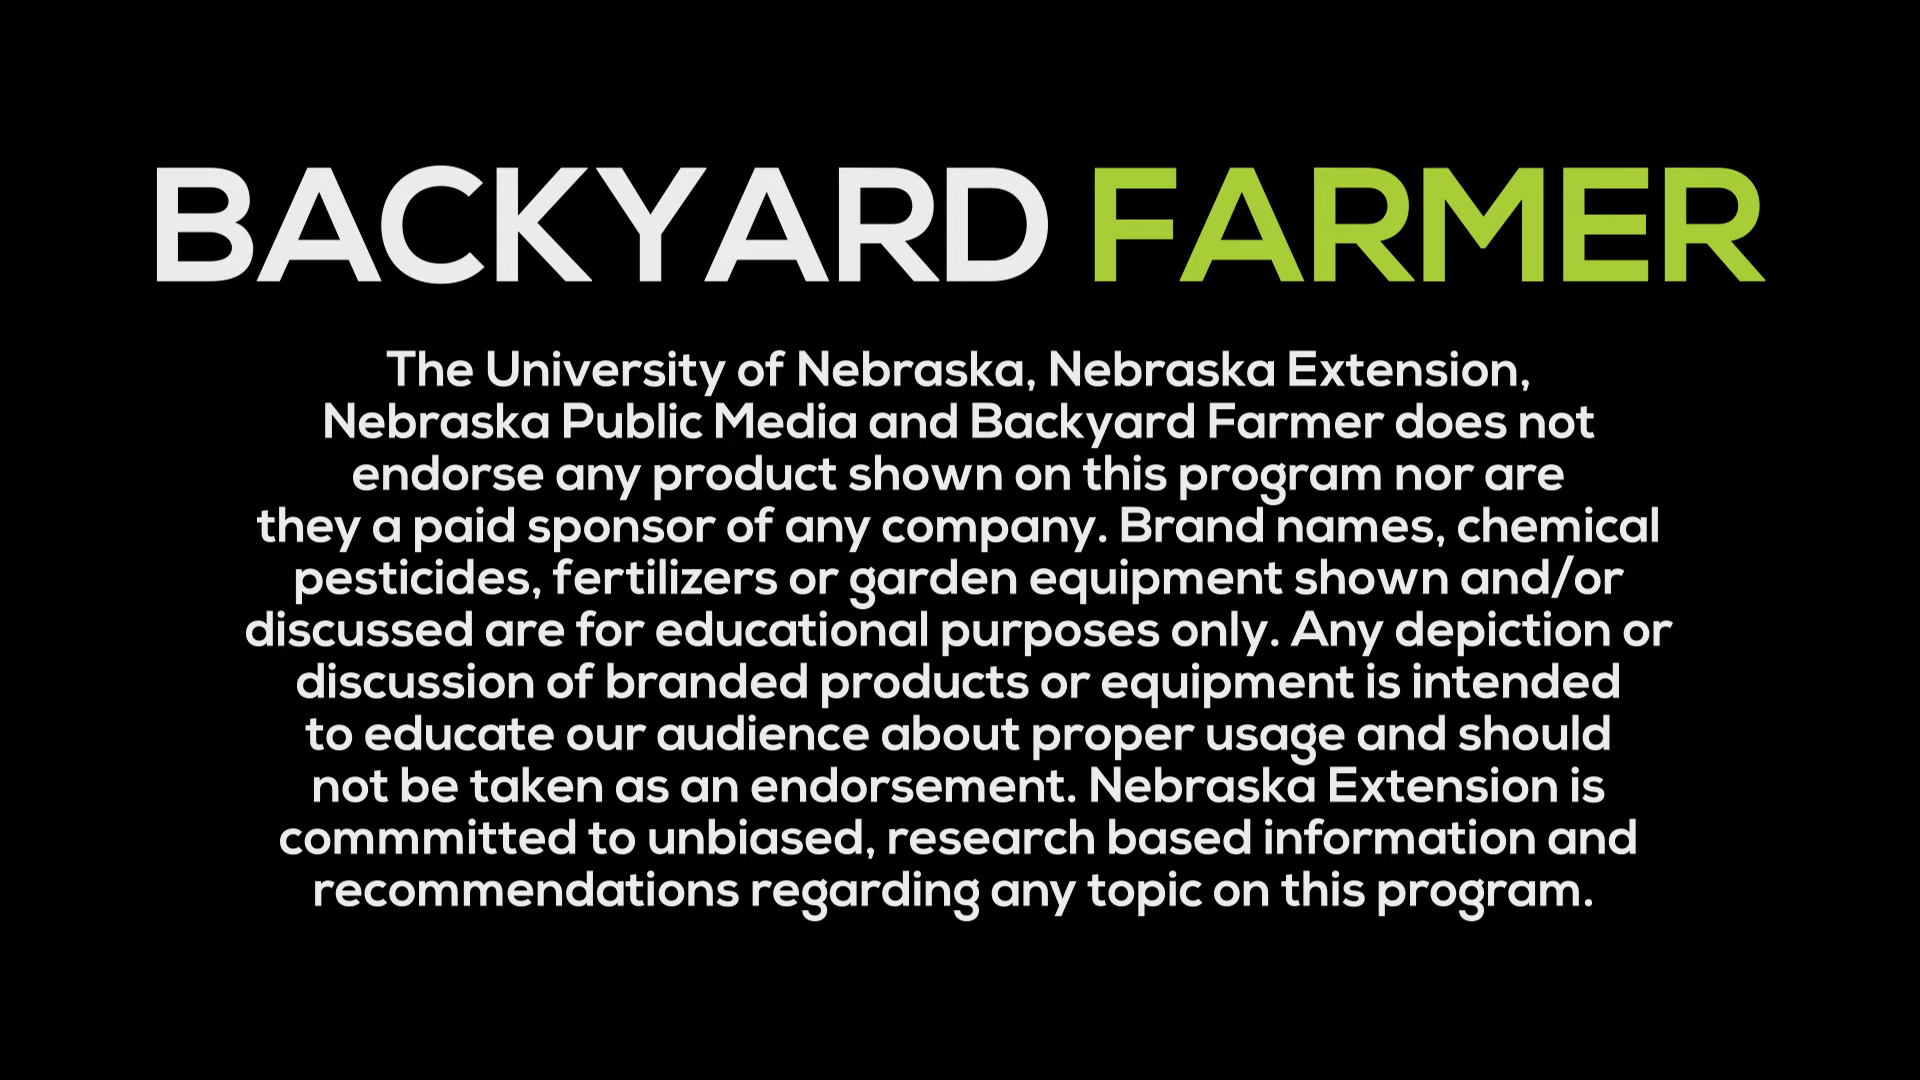 BACKYARD FARMER
The University of Nebraska, Nebraska Extension,
Nebraska Public Media and Backyard Farmer does not
endorse any product shown on this program nor are
they a paid sponsor of any company. Brand names, chemical
pesticides, fertilizers or garden equipment shown and/or
discussed are for educational purposes only. Any depiction or
discussion of branded products or equipment is intended
to educate our audience about proper usage and should
not be taken as an endorsement. Nebraska Extension is
commmitted to unbiased, research based information and
recommendations regarding any topic on this program.